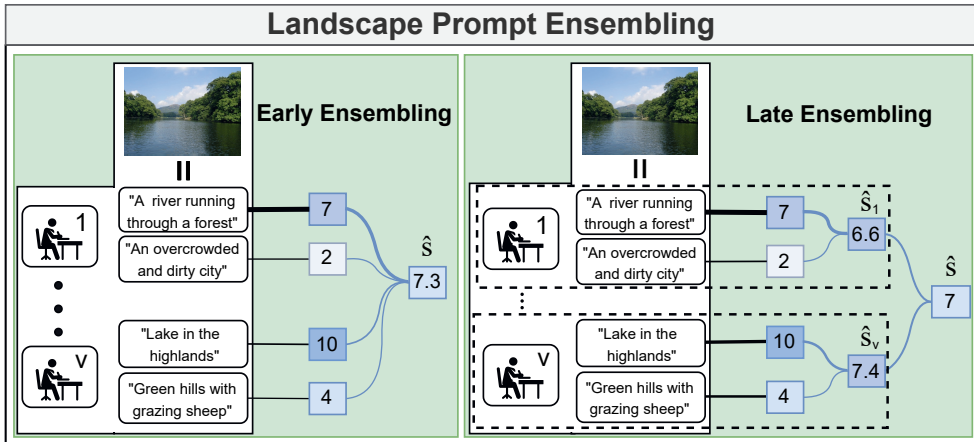 Landscape Prompt Ensembling
Early Ensembling
"A river running
through a forest"
7
1
"An overcrowded
and dirty city"
2
ŝ
7.3
"Lake in the
highlands"
10
v
"Green hills with
grazing sheep"
4
Late Ensembling
"A river running
through a forest"
7
1
ŝ1
6.6
"An overcrowded
and dirty city"
2
ŝ
7
"Lake in the
highlands"
10
v
ŝv
7.4
"Green hills with
grazing sheep"
4